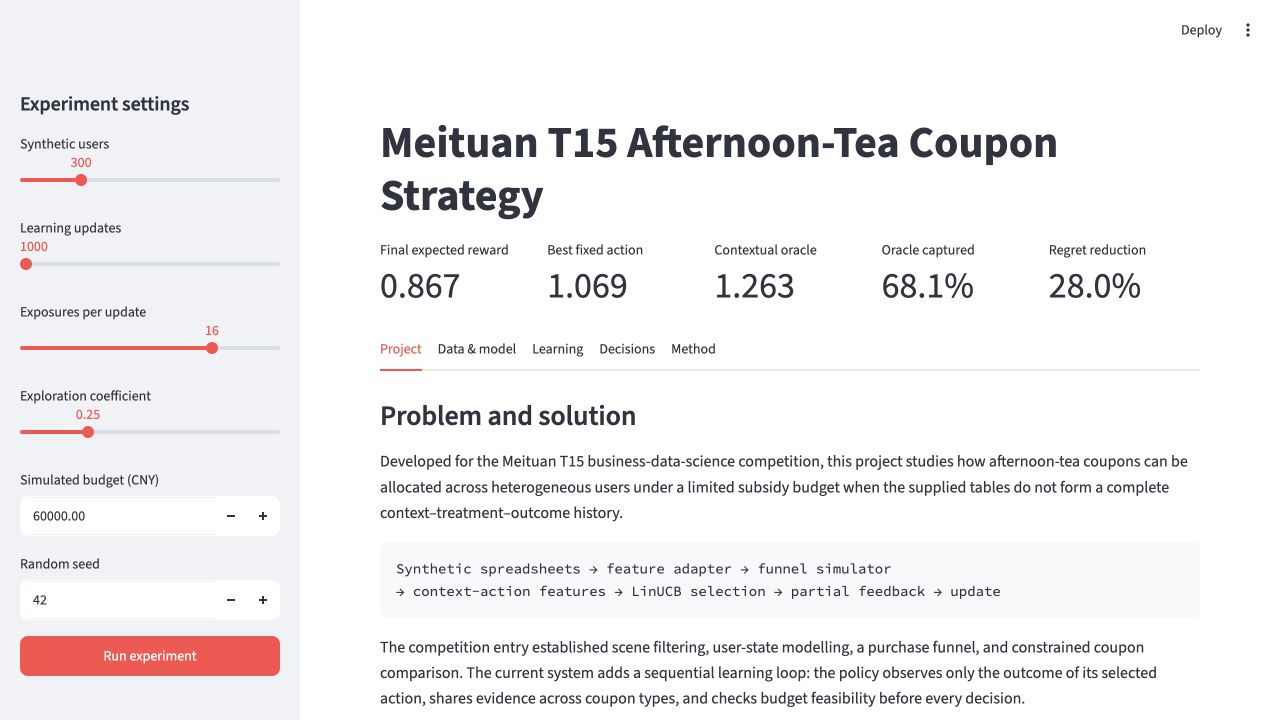 Deploy
Experiment settings
Synthetic users
300
Learning updates
1000
Exposures per update
16
Exploration coefficient
0.25
Simulated budget (CNY)
60000.00
Random seed
42
Run experiment
Meituan T15 Afternoon-Tea Coupon
Strategy
Final expected reward Best fixed action Contextual oracle Oracle captured Regret reduction
0.867 1.069 1.263 68.1% 28.0%
Project Data & model Learning Decisions Method
Problem and solution
Developed for the Meituan T15 business-data-science competition, this project studies how afternoon-tea coupons can be
allocated across heterogeneous users under a limited subsidy budget when the supplied tables do not form a complete
context–treatment–outcome history.
Synthetic spreadsheets → feature adapter → funnel simulator
→ context-action features → LinUCB selection → partial feedback → update
The competition entry established scene filtering, user-state modelling, a purchase funnel, and constrained coupon
comparison. The current system adds a sequential learning loop: the policy observes only the outcome of its selected
action, shares evidence across coupon types, and checks budget feasibility before every decision.